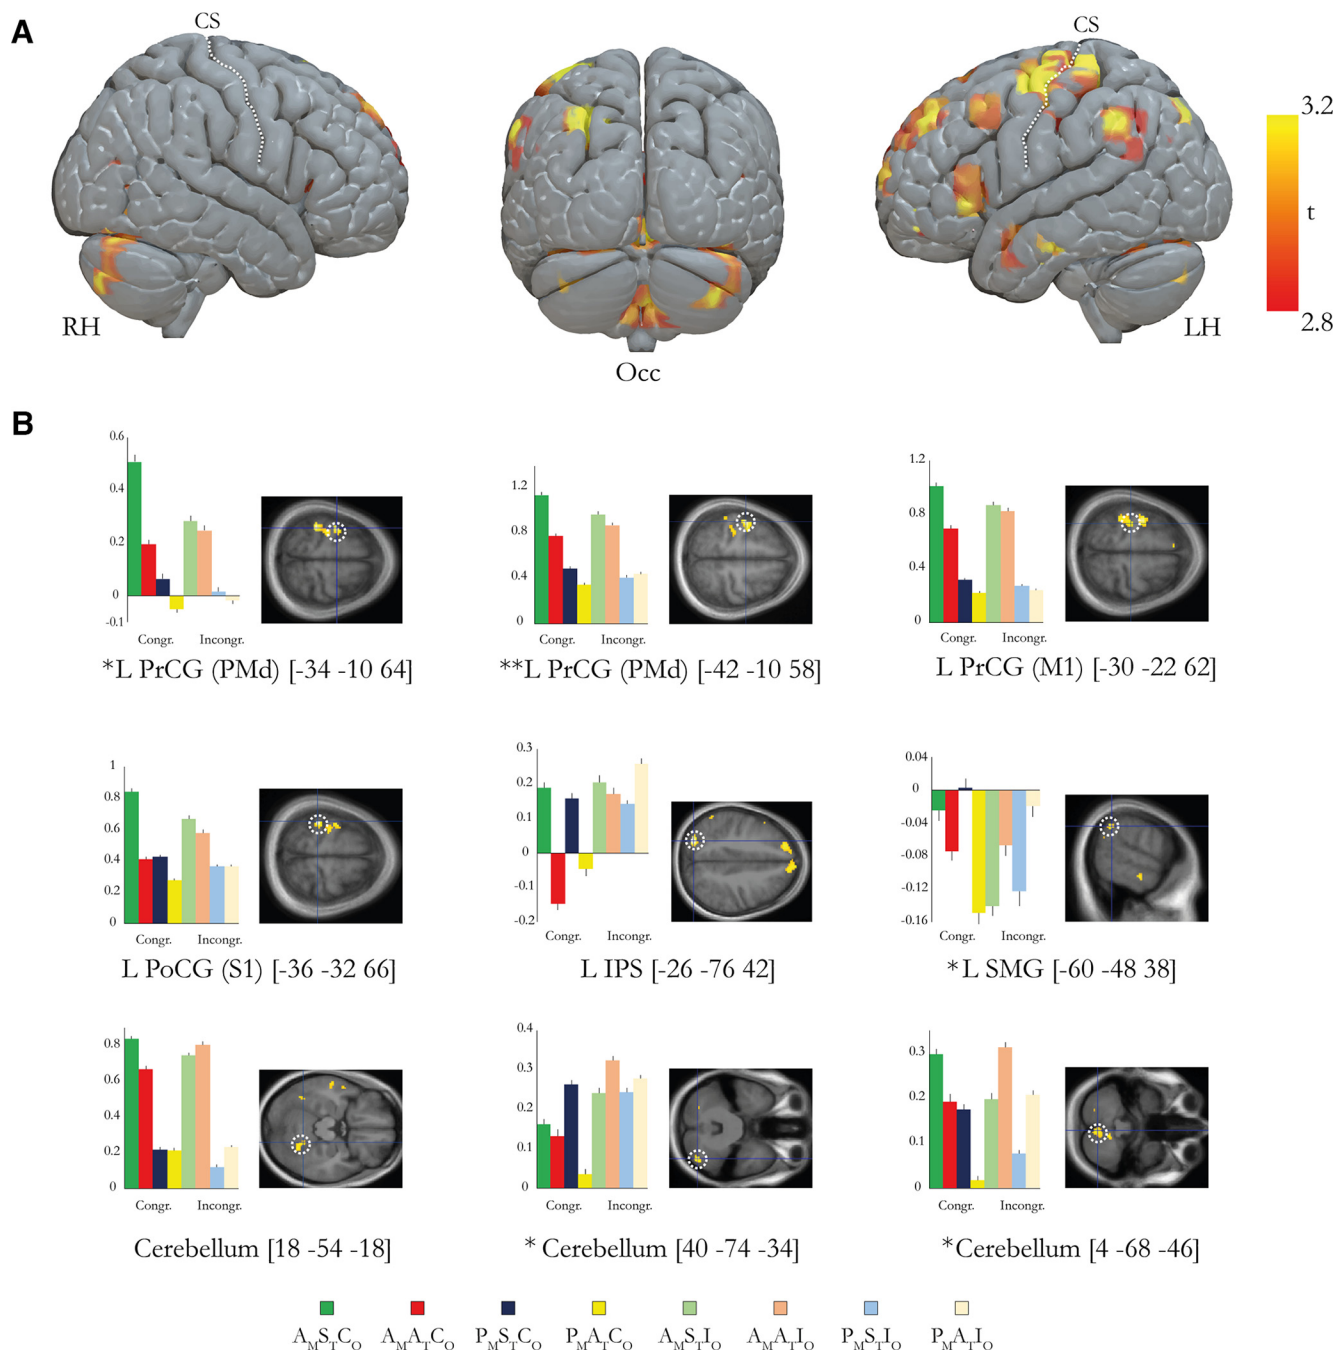 A
CS
CS
3.2
t
2.8
RH
Occ
LH
B
0.6
0.4
0.2
0
-0.1
Congr. Incongr.
*L PrCG (PMd) [-34 -10 64]
1.2
0.8
0.4
0
Congr. Incongr.
**L PrCG (PMd) [-42 -10 58]
1.2
0.8
0.4
0
Congr. Incongr.
L PrCG (M1) [-30 -22 62]
1
0.8
0.6
0.4
0.2
0
Congr. Incongr.
L PoCG (S1) [-36 -32 66]
0.3
0.2
0.1
0
-0.1
-0.2
Congr. Incongr.
L IPS [-26 -76 42]
0.04
0
-0.04
-0.08
-0.12
-0.16
Congr. Incongr.
*L SMG [-60 -48 38]
0.8
0.6
0.4
0.2
0
Congr. Incongr.
Cerebellum [18 -54 -18]
0.4
0.3
0.2
0.1
0
Congr. Incongr.
* Cerebellum [40 -74 -34]
0.3
0.2
0.1
0
Congr. Incongr.
*Cerebellum [4 -68 -46]
AMSTCO AMATCO PMSTCO PMATCO AMSTIO AMATIO PMSTIO PMATIO